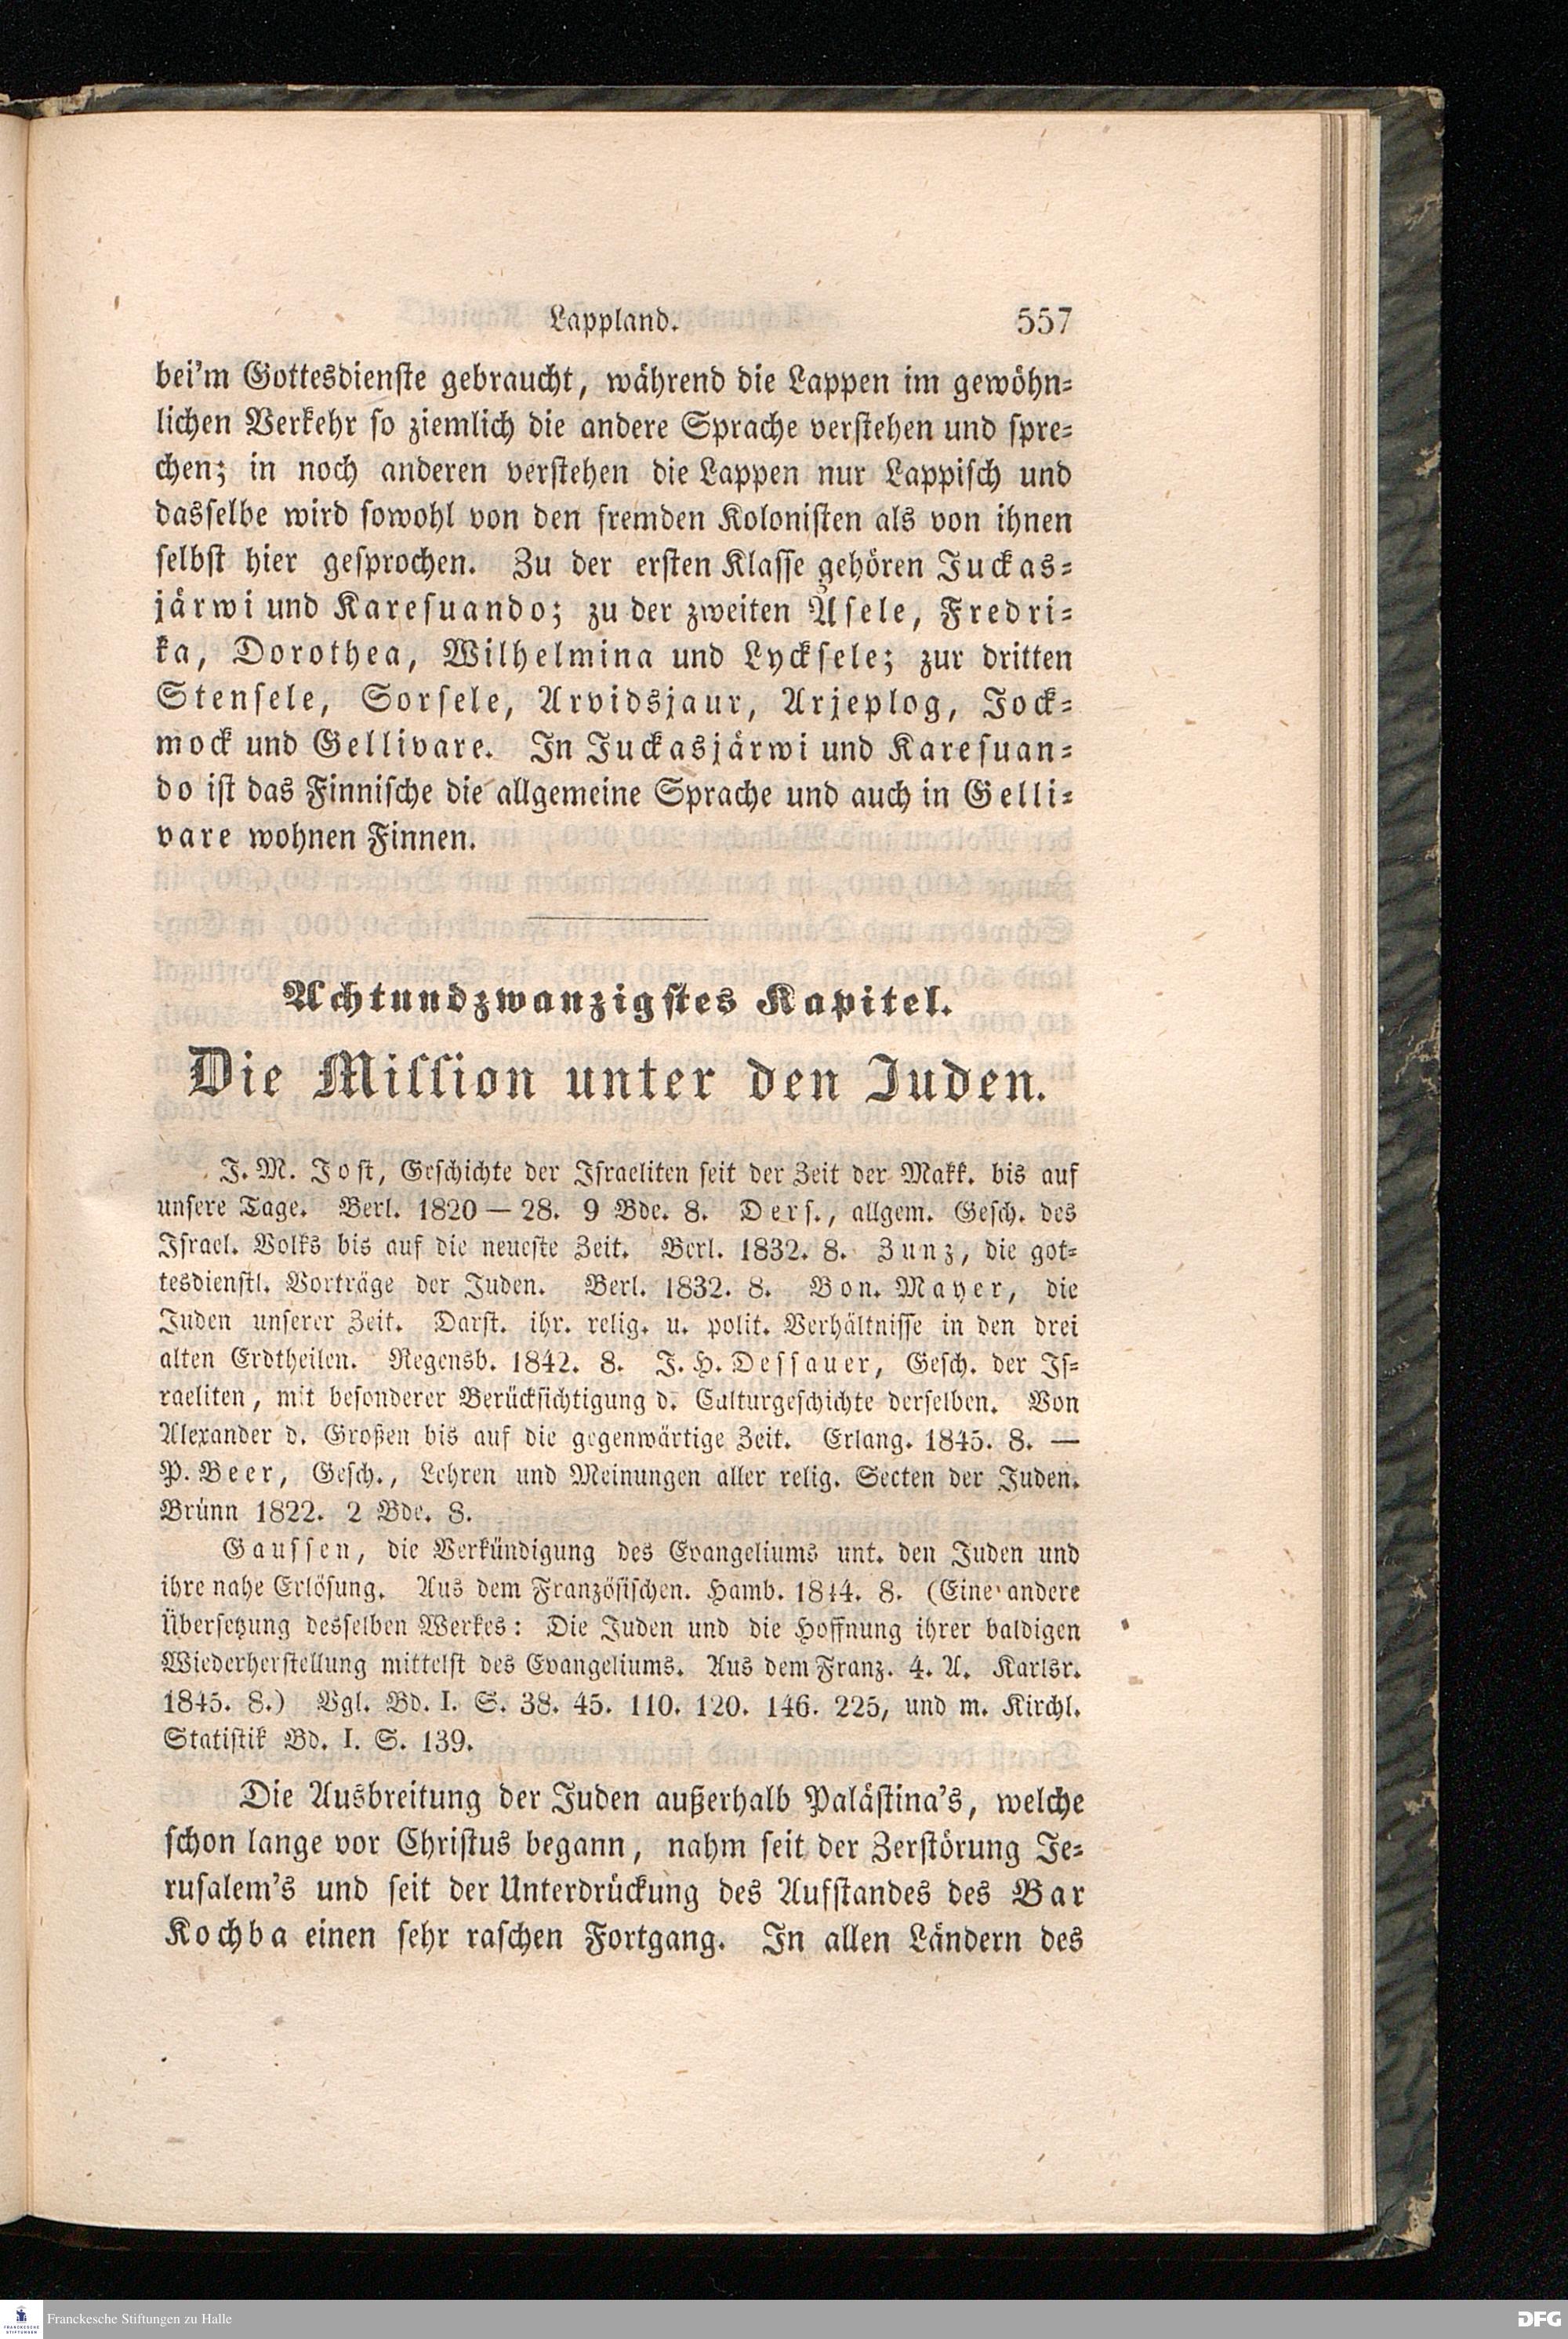 Lappland. 557
bei'm Gottesdienste gebraucht, während die Lappen im gewöhn-
lichen Verkehr so ziemlich die andere Sprache verstehen und spre-
chen; in noch anderen verstehen die Lappen nur Lappisch und
dasselbe wird sowohl von den fremden Kolonisten als von ihnen
selbst hier gesprochen. Zu der ersten Klasse gehören Juckas-
järwi und Karesuando; zu der zweiten Åsele, Fredri-
ka, Dorothea, Wilhelmina und Lycksele; zur dritten
Stensele, Sorsele, Arvidsjaur, Arjeplog, Jock-
mock und Gellivare. In Juckasjärwi und Karesuan-
do ist das Finnische die allgemeine Sprache und auch in Gelli-
vare wohnen Finnen.
Achtundzwanzigstes Kapitel.
Die Mission unter den Juden.
J. M. Jost, Geschichte der Israeliten seit der Zeit der Makk. bis auf
unsere Tage. Berl. 1820 — 28. 9 Bde. 8. Ders., allgem. Gesch. des
Israel. Volks bis auf die neueste Zeit. Berl. 1832. 8. Zunz, die got-
tesdienstl. Vorträge der Juden. Berl. 1832. 8. Bon. Mayer, die
Juden unserer Zeit. Darst. ihr. relig. u. polit. Verhältnisse in den drei
alten Erdtheilen. Regensb. 1842. 8. J. H. Dessauer, Gesch. der Is-
raeliten, mit besonderer Berücksichtigung d. Culturgeschichte derselben. Von
Alexander d. Großen bis auf die gegenwärtige Zeit. Erlang. 1845. 8. —
P. Beer, Gesch., Lehren und Meinungen aller relig. Secten der Juden.
Brünn 1822. 2 Bde. 8.
Gaussen, die Verkündigung des Evangeliums unt. den Juden und
ihre nahe Erlösung. Aus dem Französischen. Hamb. 1844. 8. (Eine andere
Übersetzung desselben Werkes: Die Juden und die Hoffnung ihrer baldigen
Wiederherstellung mittelst des Evangeliums. Aus dem Franz. 4. A. Karlsr.
1845. 8.) Vgl. Bd. I. S. 38. 45. 110. 120. 146. 225, und m. Kirchl.
Statistik Bd. I. S. 139.
Die Ausbreitung der Juden außerhalb Palästina's, welche
schon lange vor Christus begann, nahm seit der Zerstörung Je-
rusalem's und seit der Unterdrückung des Aufstandes des Bar
Kochba einen sehr raschen Fortgang. In allen Ländern des
FRANCKESCHE
STIFTUNGEN
Franckesche Stiftungen zu Halle
DFG